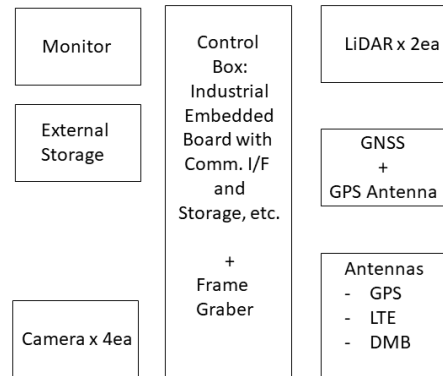 Monitor
External
Storage
Camera x 4ea
Control
Box:
Industrial
Embedded
Board with
Comm. I/F
and
Storage, etc.
+
Frame
Graber
LiDAR x 2ea
GNSS
+
GPS Antenna
Antennas
- GPS
- LTE
- DMB